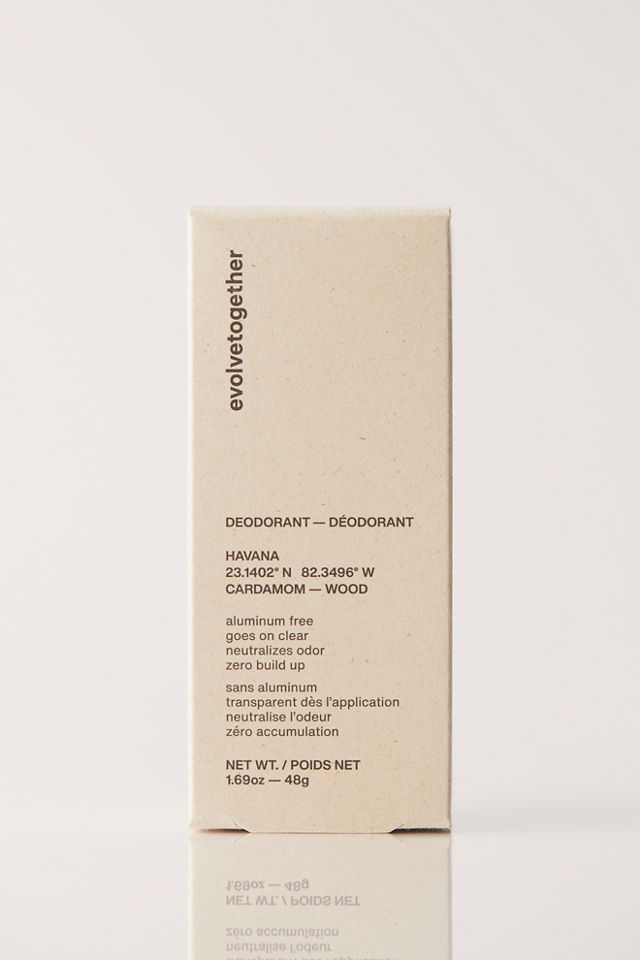 evolvetogether
DEODORANT — DÉODORANT
HAVANA
23.1402° N 82.3496° W
CARDAMOM — WOOD
aluminum free
goes on clear
neutralizes odor
zero build up
sans aluminum
transparent dès l'application
neutralise l'odeur
zéro accumulation
NET WT. / POIDS NET
1.69oz — 48g